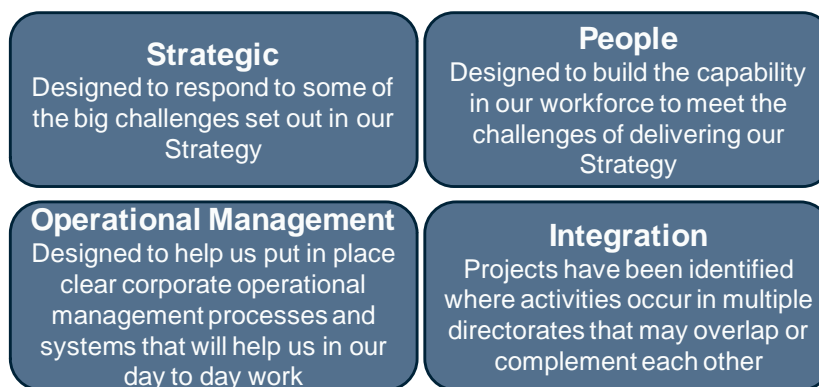 Strategic
Designed to respond to some of
the big challenges set out in our
Strategy
People
Designed to build the capability
in our workforce to meet the
challenges of delivering our
Strategy
Operational Management
Designed to help us put in place
clear corporate operational
management processes and
systems that will help us in our
day to day work
Integration
Projects have been identified
where activities occur in multiple
directorates that may overlap or
complement each other